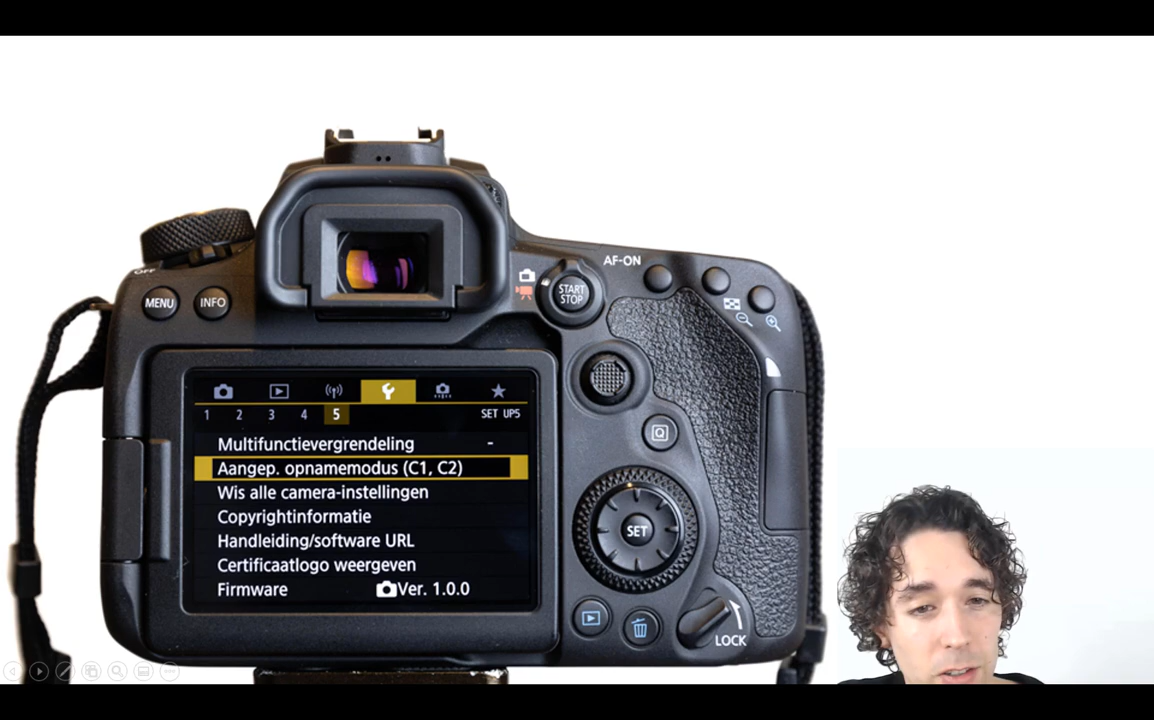 AF-ON
OFF
MENU
INFO
START
STOP
1 2 3 4 5 SET UP5
Multifunctievergrendeling -
Aangep. opnamemodus (C1, C2)
Wis alle camera-instellingen
Copyrightinformatie
Handleiding/software URL
Certificaatlogo weergeven
Firmware Ver. 1.0.0
Q
SET
LOCK